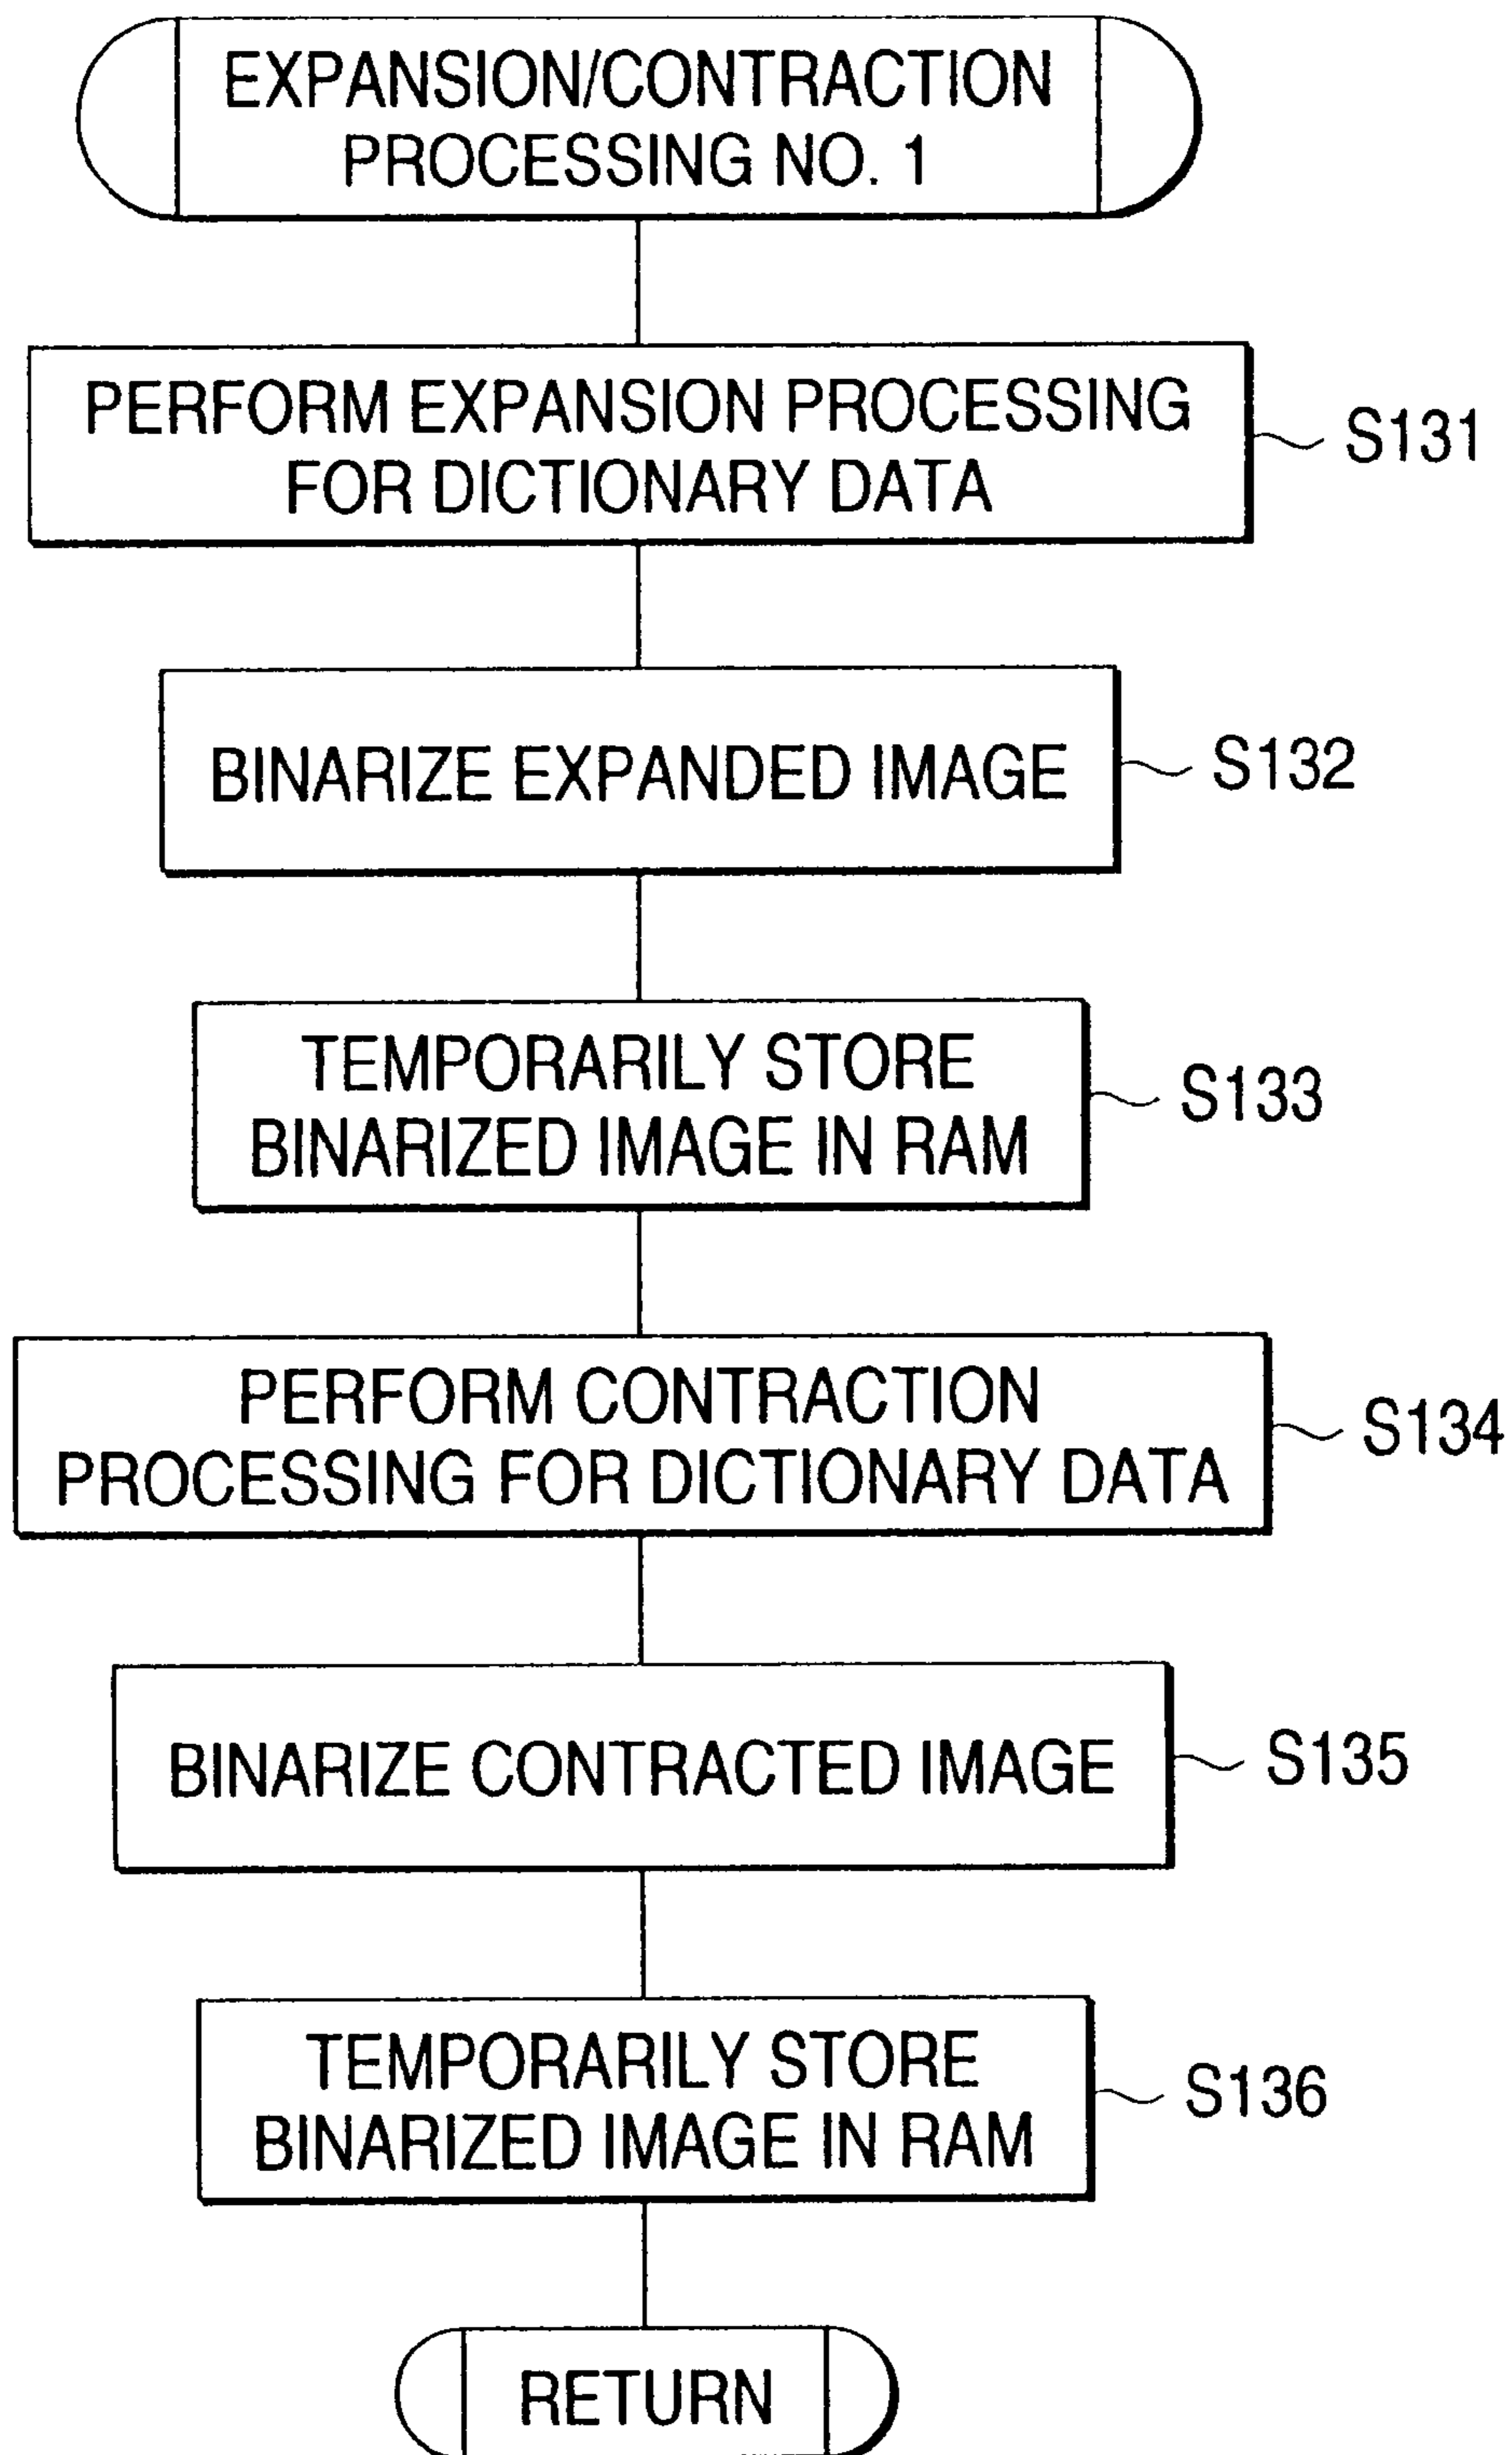 EXPANSION/CONTRACTION
PROCESSING NO. 1
PERFORM EXPANSION PROCESSING
FOR DICTIONARY DATA
S131
BINARIZE EXPANDED IMAGE
S132
TEMPORARILY STORE
BINARIZED IMAGE IN RAM
S133
PERFORM CONTRACTION
PROCESSING FOR DICTIONARY DATA
S134
BINARIZE CONTRACTED IMAGE
S135
TEMPORARILY STORE
BINARIZED IMAGE IN RAM
S136
RETURN